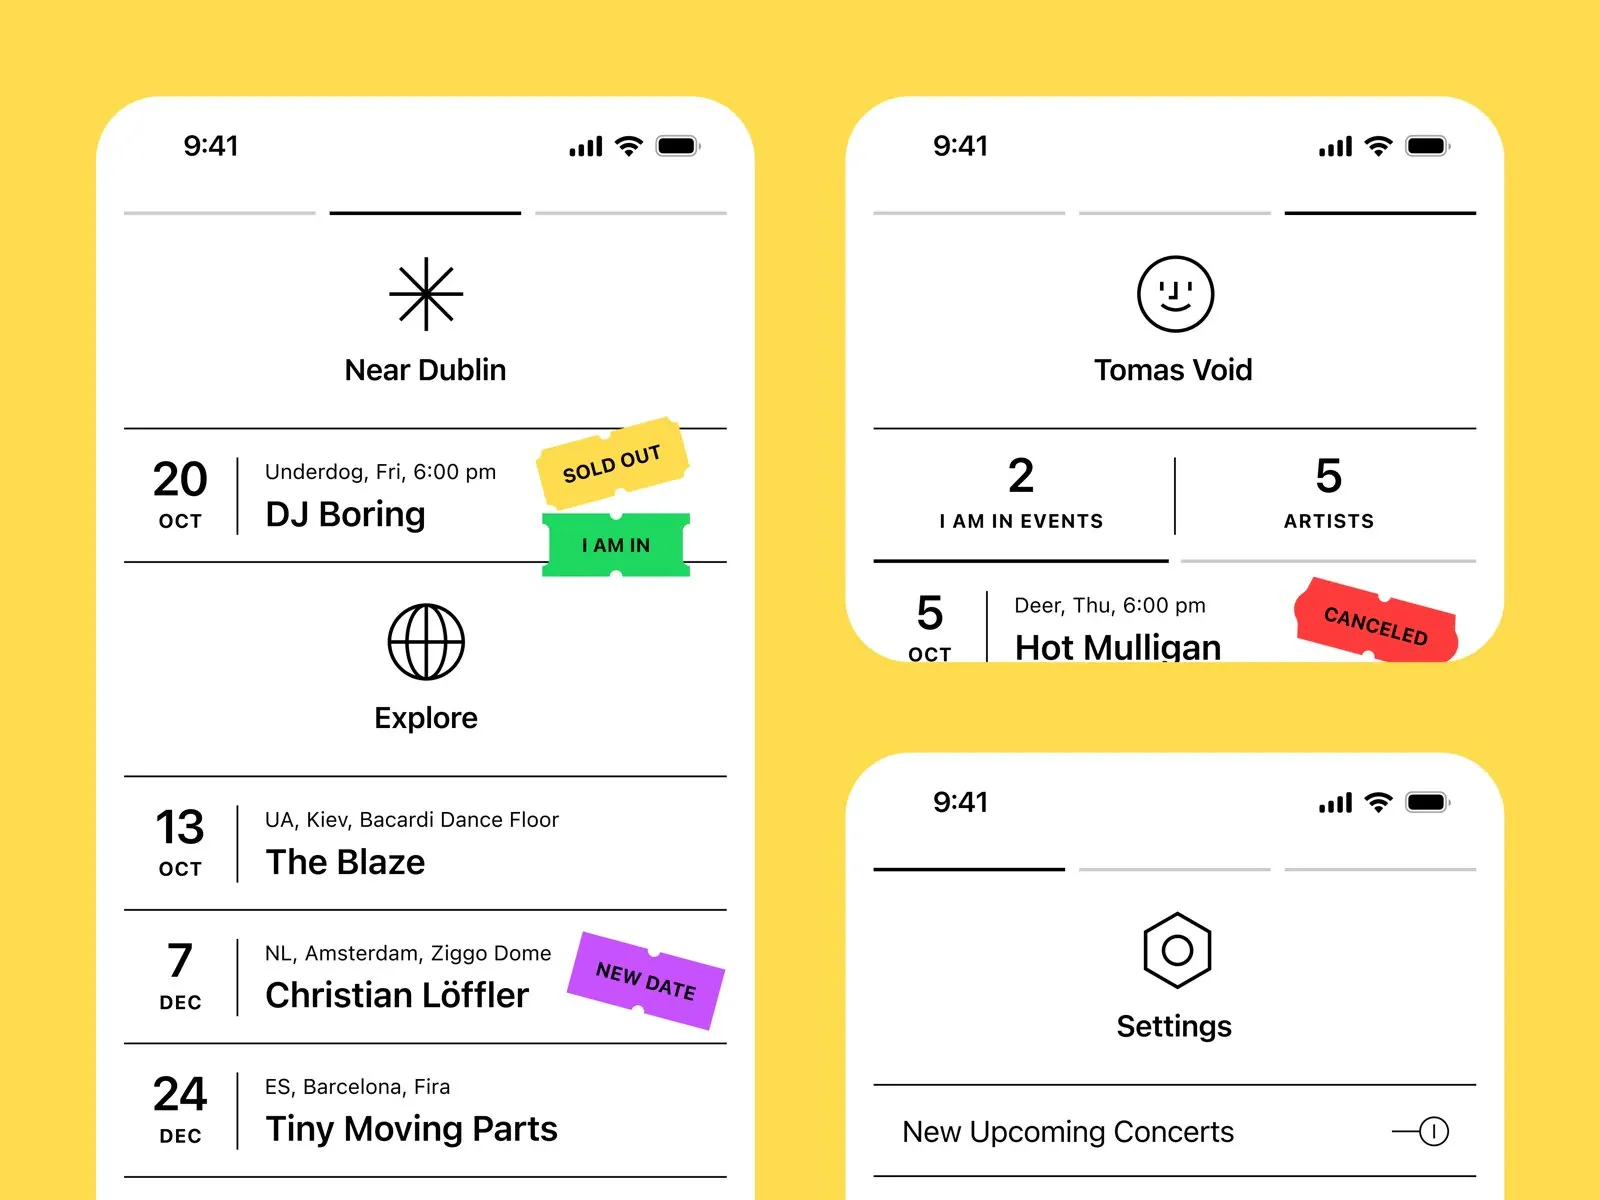 9:41
Near Dublin
20
OCT
Underdog, Fri, 6:00 pm
DJ Boring
SOLD OUT
I AM IN
Explore
13
OCT
UA, Kiev, Bacardi Dance Floor
The Blaze
7
DEC
NL, Amsterdam, Ziggo Dome
Christian Löffler
NEW DATE
24
DEC
ES, Barcelona, Fira
Tiny Moving Parts
9:41
Tomas Void
2
I AM IN EVENTS
5
ARTISTS
5
OCT
Deer, Thu, 6:00 pm
Hot Mulligan
CANCELED
9:41
Settings
New Upcoming Concerts